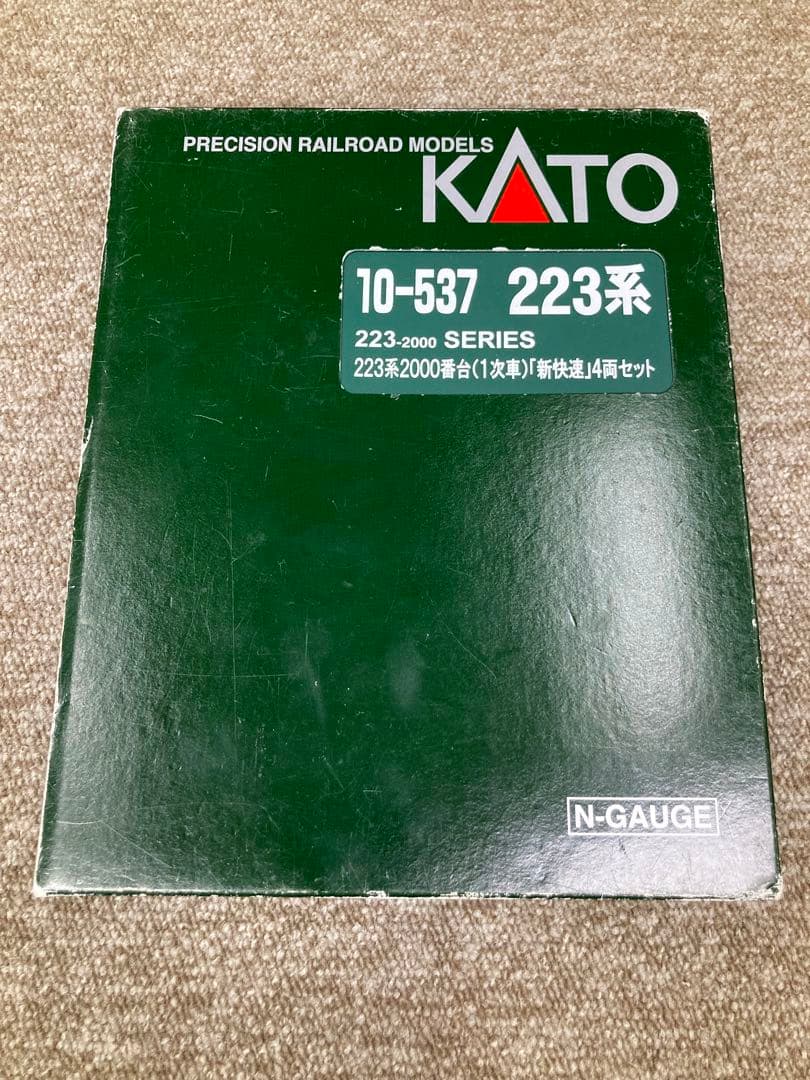 PRECISION RAILROAD MODELS
KATO
10-537 223系
223-2000 SERIES
223系2000番台(1次車)「新快速」4両セット
N-GAUGE